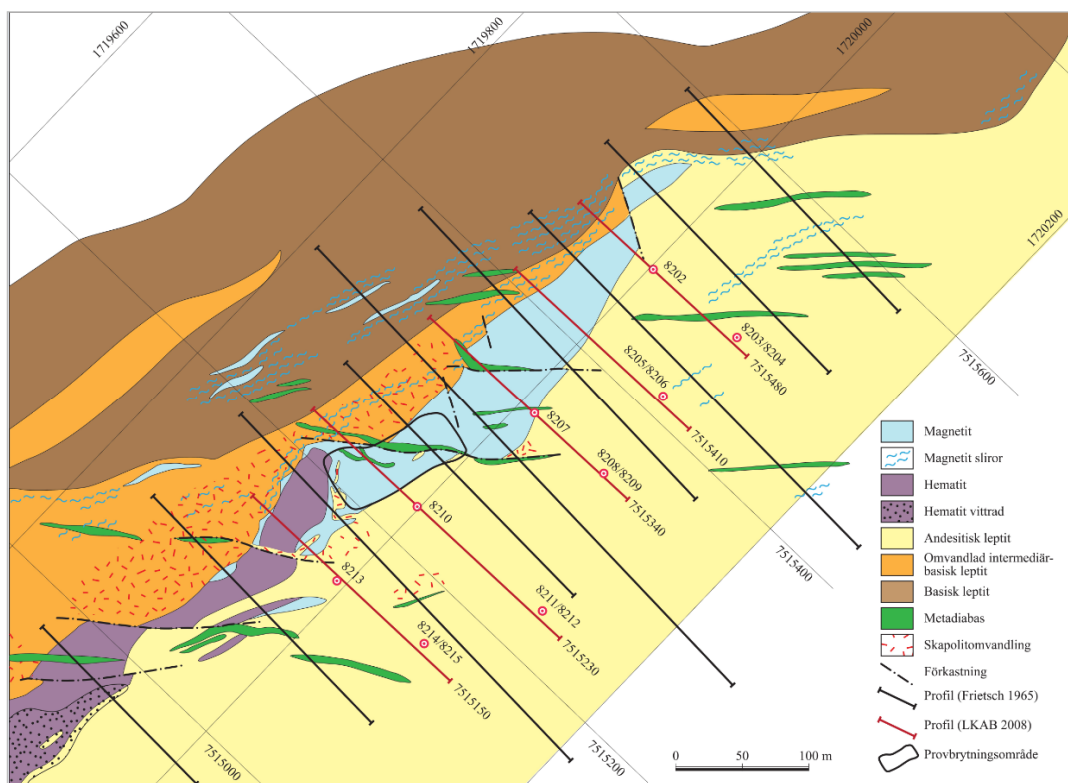 1719600
1719800
1720000
1720200
8202
8203/8204
7515480
7515600
8205/8206
7515410
8207
8208/8209
7515340
7515400
8210
8211/8212
7515230
8213
8214/8215
7515150
7515200
7515000
Magnetit
Magnetit sliror
Hematit
Hematit vittrad
Andesitisk leptit
Omvandlad intermediär-
basisk leptit
Basisk leptit
Metadiabas
Skapolitomvandling
Förkastning
Profil (Frietsch 1965)
Profil (LKAB 2008)
Provbrytningsområde
0 50 100 m